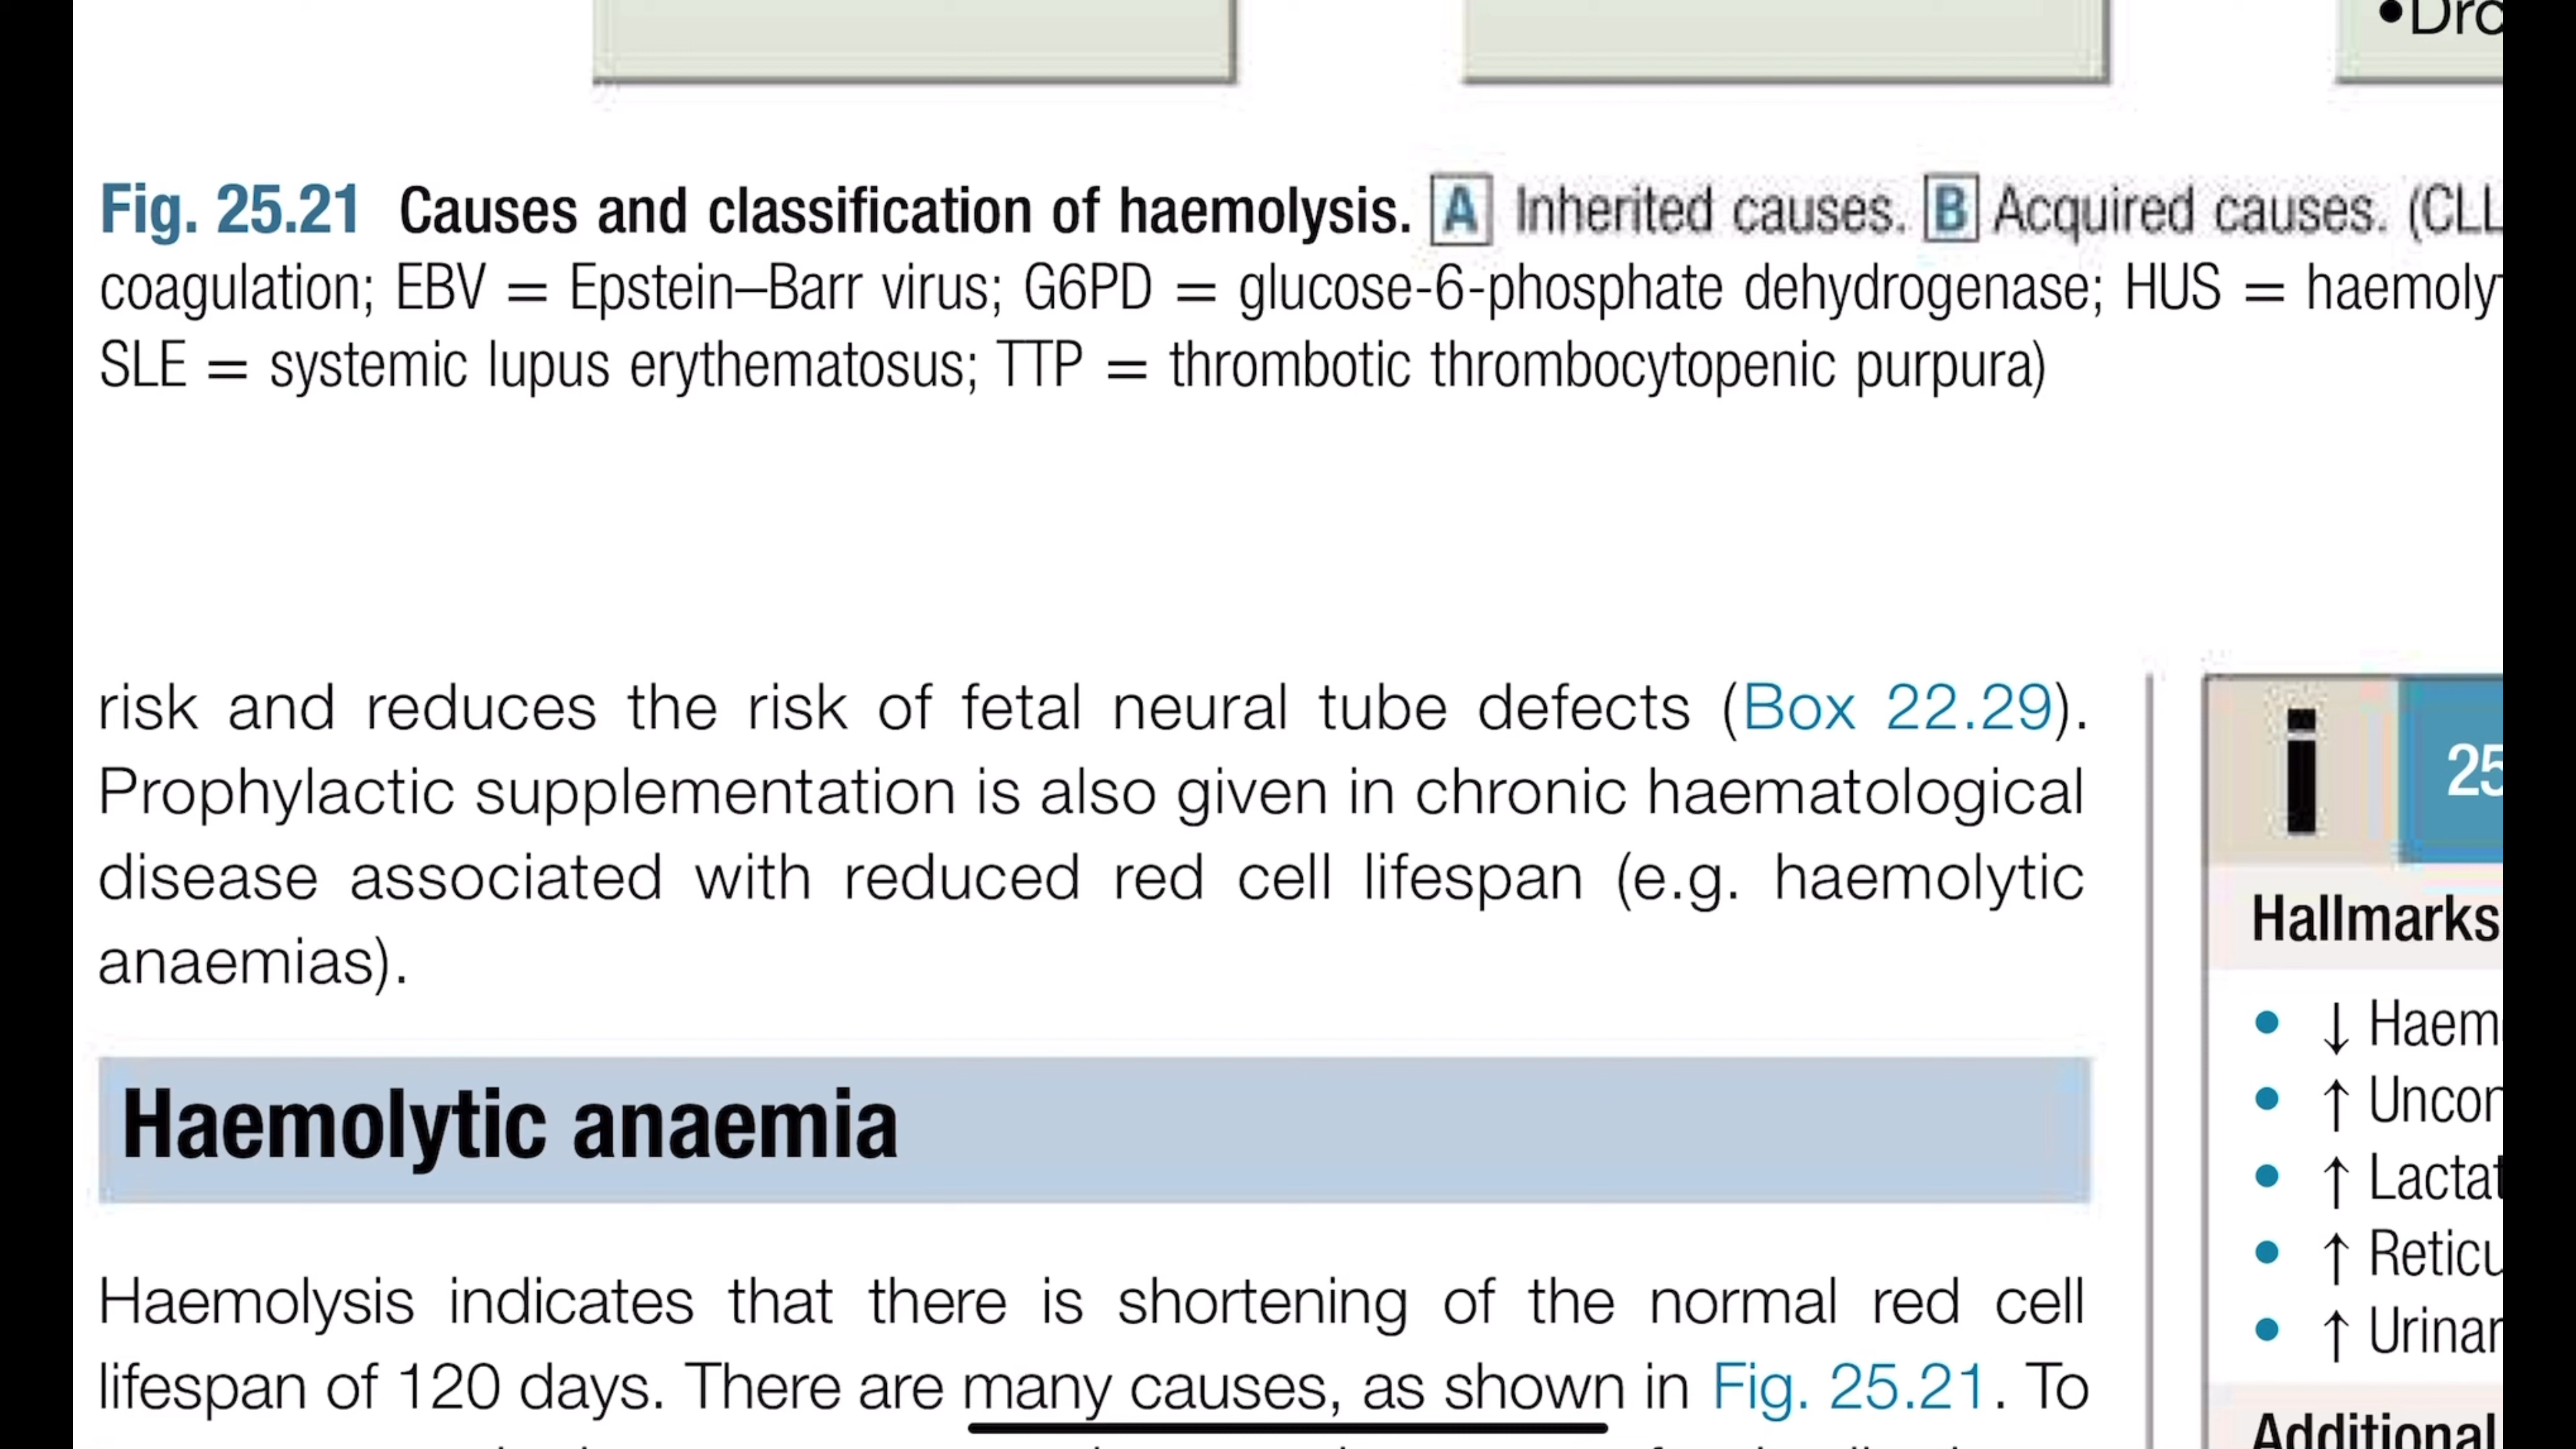 Fig. 25.21 Causes and classification of haemolysis. A Inherited causes. B Acquired causes. (CLL
coagulation; EBV = Epstein–Barr virus; G6PD = glucose-6-phosphate dehydrogenase; HUS = haemoly
SLE = systemic lupus erythematosus; TTP = thrombotic thrombocytopenic purpura)
risk and reduces the risk of fetal neural tube defects (Box 22.29).
Prophylactic supplementation is also given in chronic haematological
disease associated with reduced red cell lifespan (e.g. haemolytic
anaemias).
Haemolytic anaemia
Haemolysis indicates that there is shortening of the normal red cell
lifespan of 120 days. There are many causes, as shown in Fig. 25.21. To
i 25
Hallmarks
• ↓ Haem
• ↑ Uncon
• ↑ Lactat
• ↑ Reticu
• ↑ Urinar
Additional